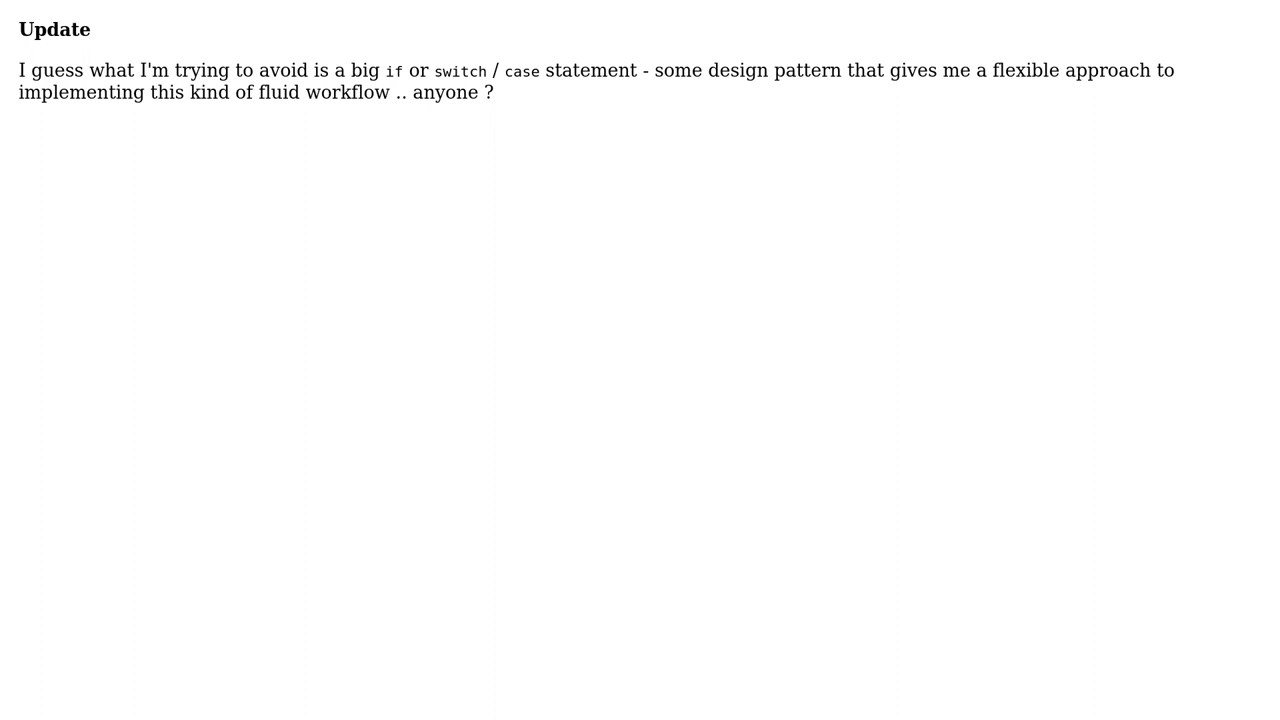 Update
I guess what I'm trying to avoid is a big if or switch / case statement - some design pattern that gives me a flexible approach to
implementing this kind of fluid workflow .. anyone ?